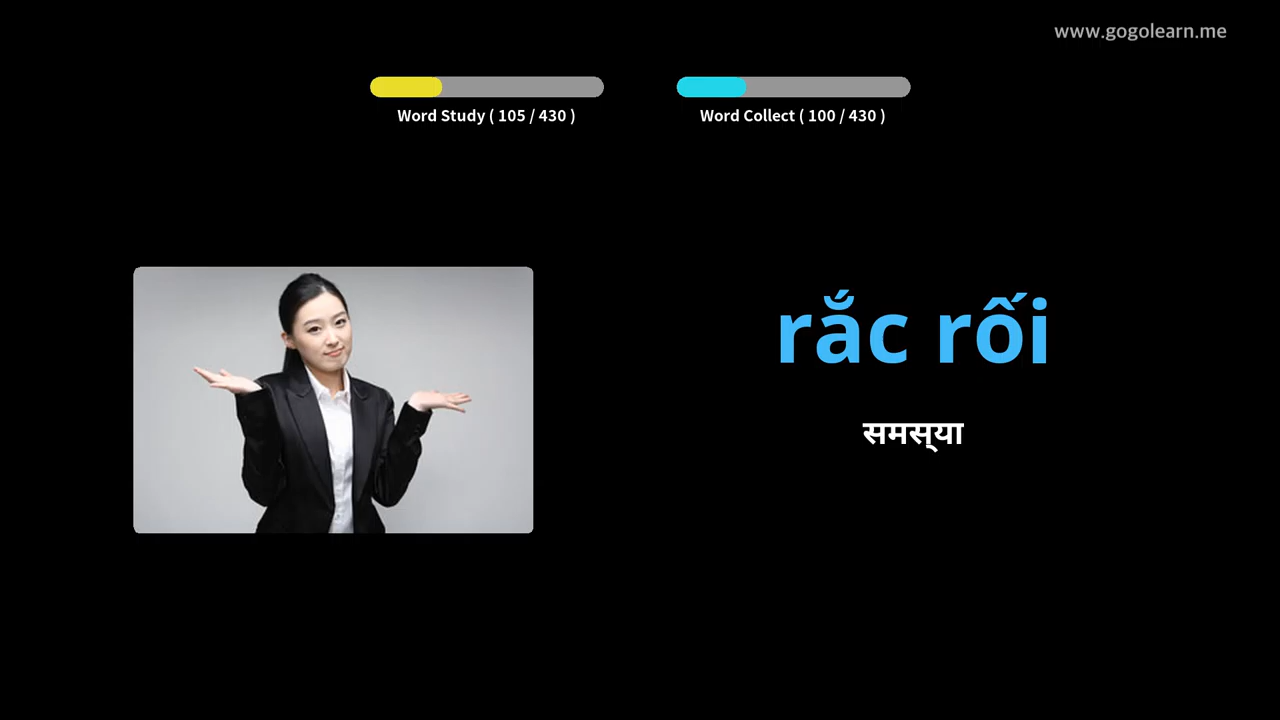 www.gogolearn.me
Word Study ( 105 / 430 )
Word Collect ( 100 / 430 )
rắc rối
समस्या